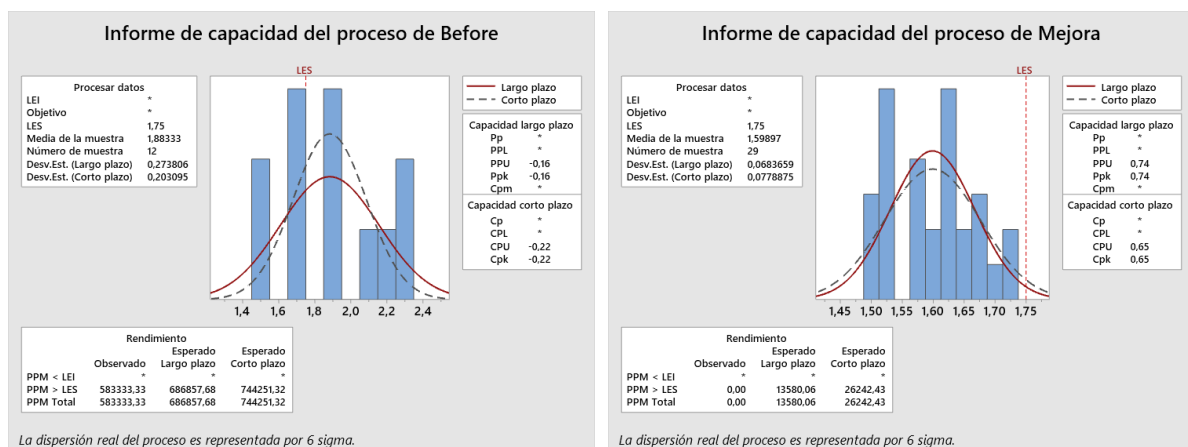 Informe de capacidad del proceso de Before
LES
Procesar datos
LEI *
Objetivo *
LES 1,75
Media de la muestra 1,88333
Número de muestra 12
Desv.Est. (Largo plazo) 0,273806
Desv.Est. (Corto plazo) 0,203095
Largo plazo
Corto plazo
Capacidad largo plazo
Pp *
PPL *
PPU -0,16
Ppk -0,16
Cpm *
Capacidad corto plazo
Cp *
CPL *
CPU -0,22
Cpk -0,22
1,4 1,6 1,8 2,0 2,2 2,4
Rendimiento
Esperado Esperado
Observado Largo plazo Corto plazo
PPM < LEI * * *
PPM > LES 583333,33 686857,68 744251,32
PPM Total 583333,33 686857,68 744251,32
La dispersión real del proceso es representada por 6 sigma.
Informe de capacidad del proceso de Mejora
LES
Procesar datos
LEI *
Objetivo *
LES 1,75
Media de la muestra 1,59897
Número de muestra 29
Desv.Est. (Largo plazo) 0,0683659
Desv.Est. (Corto plazo) 0,0778875
Largo plazo
Corto plazo
Capacidad largo plazo
Pp *
PPL *
PPU 0,74
Ppk 0,74
Cpm *
Capacidad corto plazo
Cp *
CPL *
CPU 0,65
Cpk 0,65
1,45 1,50 1,55 1,60 1,65 1,70 1,75
Rendimiento
Esperado Esperado
Observado Largo plazo Corto plazo
PPM < LEI * * *
PPM > LES 0,00 13580,06 26242,43
PPM Total 0,00 13580,06 26242,43
La dispersión real del proceso es representada por 6 sigma.